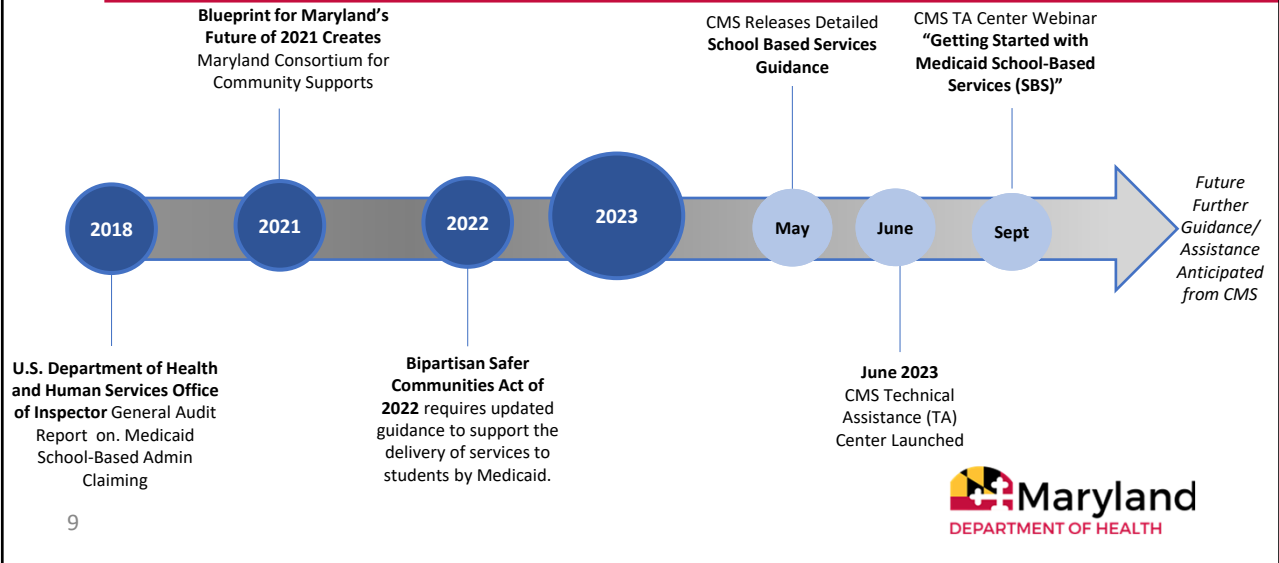 Blueprint for Maryland's
Future of 2021 Creates
Maryland Consortium for
Community Supports
CMS Releases Detailed
School Based Services
Guidance
CMS TA Center Webinar
“Getting Started with
Medicaid School-Based
Services (SBS)”
2018
2021
2022
2023
May
June
Sept
Future
Further
Guidance/
Assistance
Anticipated
from CMS
U.S. Department of Health
and Human Services Office
of Inspector General Audit
Report on. Medicaid
School-Based Admin
Claiming
Bipartisan Safer
Communities Act of
2022 requires updated
guidance to support the
delivery of services to
students by Medicaid.
June 2023
CMS Technical
Assistance (TA)
Center Launched
9
Maryland
DEPARTMENT OF HEALTH